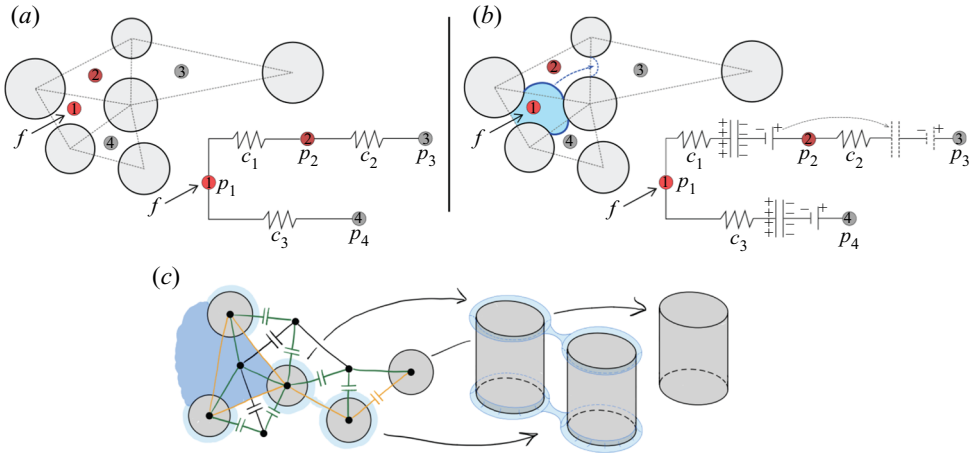 (a)
2
3
1
f
4
c1
2
c2
3
p2
p3
1
p1
f
4
c3
p4
(b)
2
3
1
f
4
+ + + + − − − − − +
c1
2
p2
c2
− +
3
p3
1
p1
f
+ + + + − − − − − +
4
c3
p4
(c)